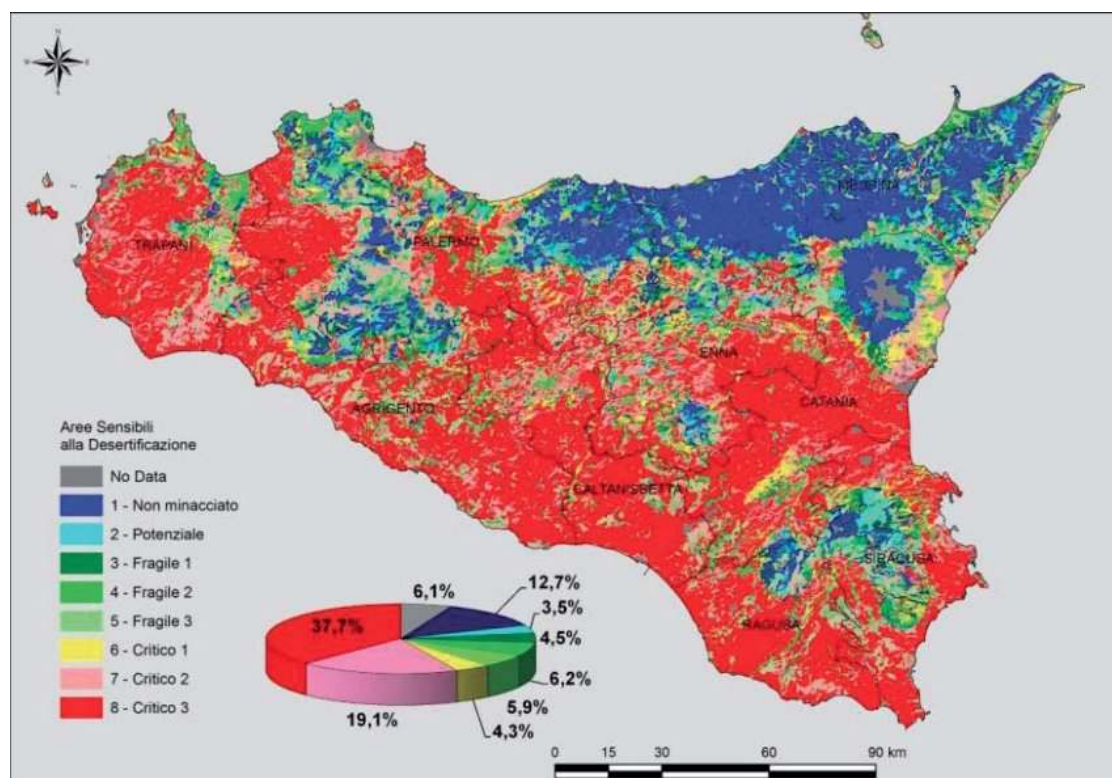 MESSINA
TRAPANI
PALERMO
ENNA
CATANIA
AGRIGENTO
CALTANISSETTA
SIRACUSA
RAGUSA
Aree Sensibili
alla Desertificazione
No Data
1 - Non minacciato
2 - Potenziale
3 - Fragile 1
4 - Fragile 2
5 - Fragile 3
6 - Critico 1
7 - Critico 2
8 - Critico 3
6,1%
12,7%
3,5%
4,5%
6,2%
5,9%
4,3%
19,1%
37,7%
0 15 30 60 90 km